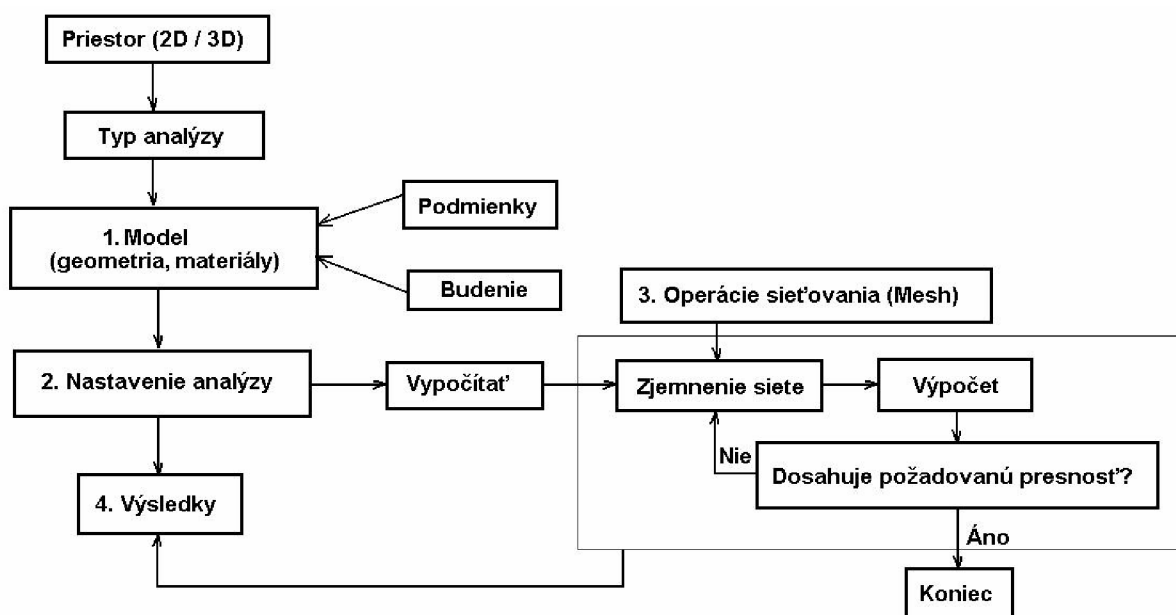 Priestor (2D / 3D)
Typ analýzy
1. Model
(geometria, materiály)
Podmienky
Budenie
2. Nastavenie analýzy
Vypočítať
3. Operácie sieťovania (Mesh)
Zjemnenie siete
Výpočet
Nie
Dosahuje požadovanú presnosť?
4. Výsledky
Áno
Koniec